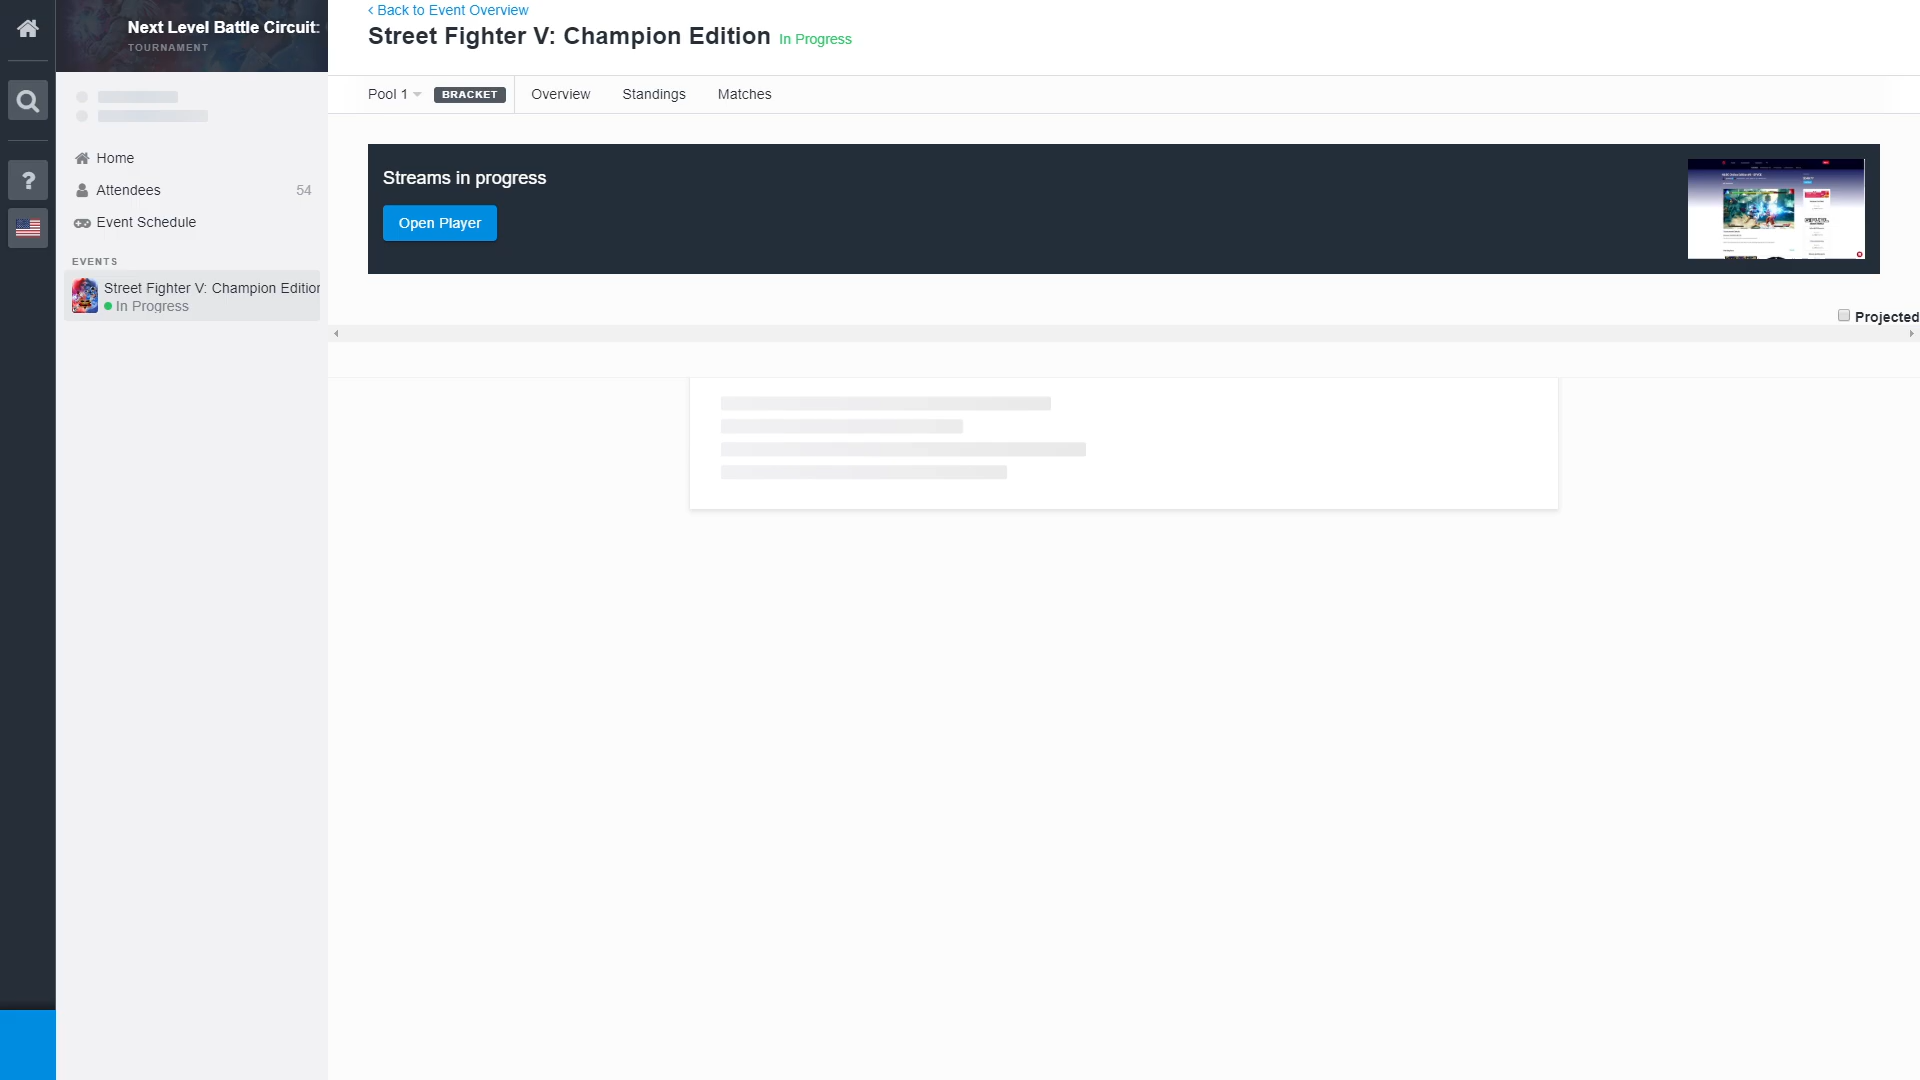 Next Level Battle Circuit:
TOURNAMENT
Home
Attendees 54
Event Schedule
EVENTS
Street Fighter V: Champion Edition
In Progress
?
‹ Back to Event Overview
Street Fighter V: Champion Edition In Progress
Pool 1 BRACKET Overview Standings Matches
Streams in progress
Open Player
Projected